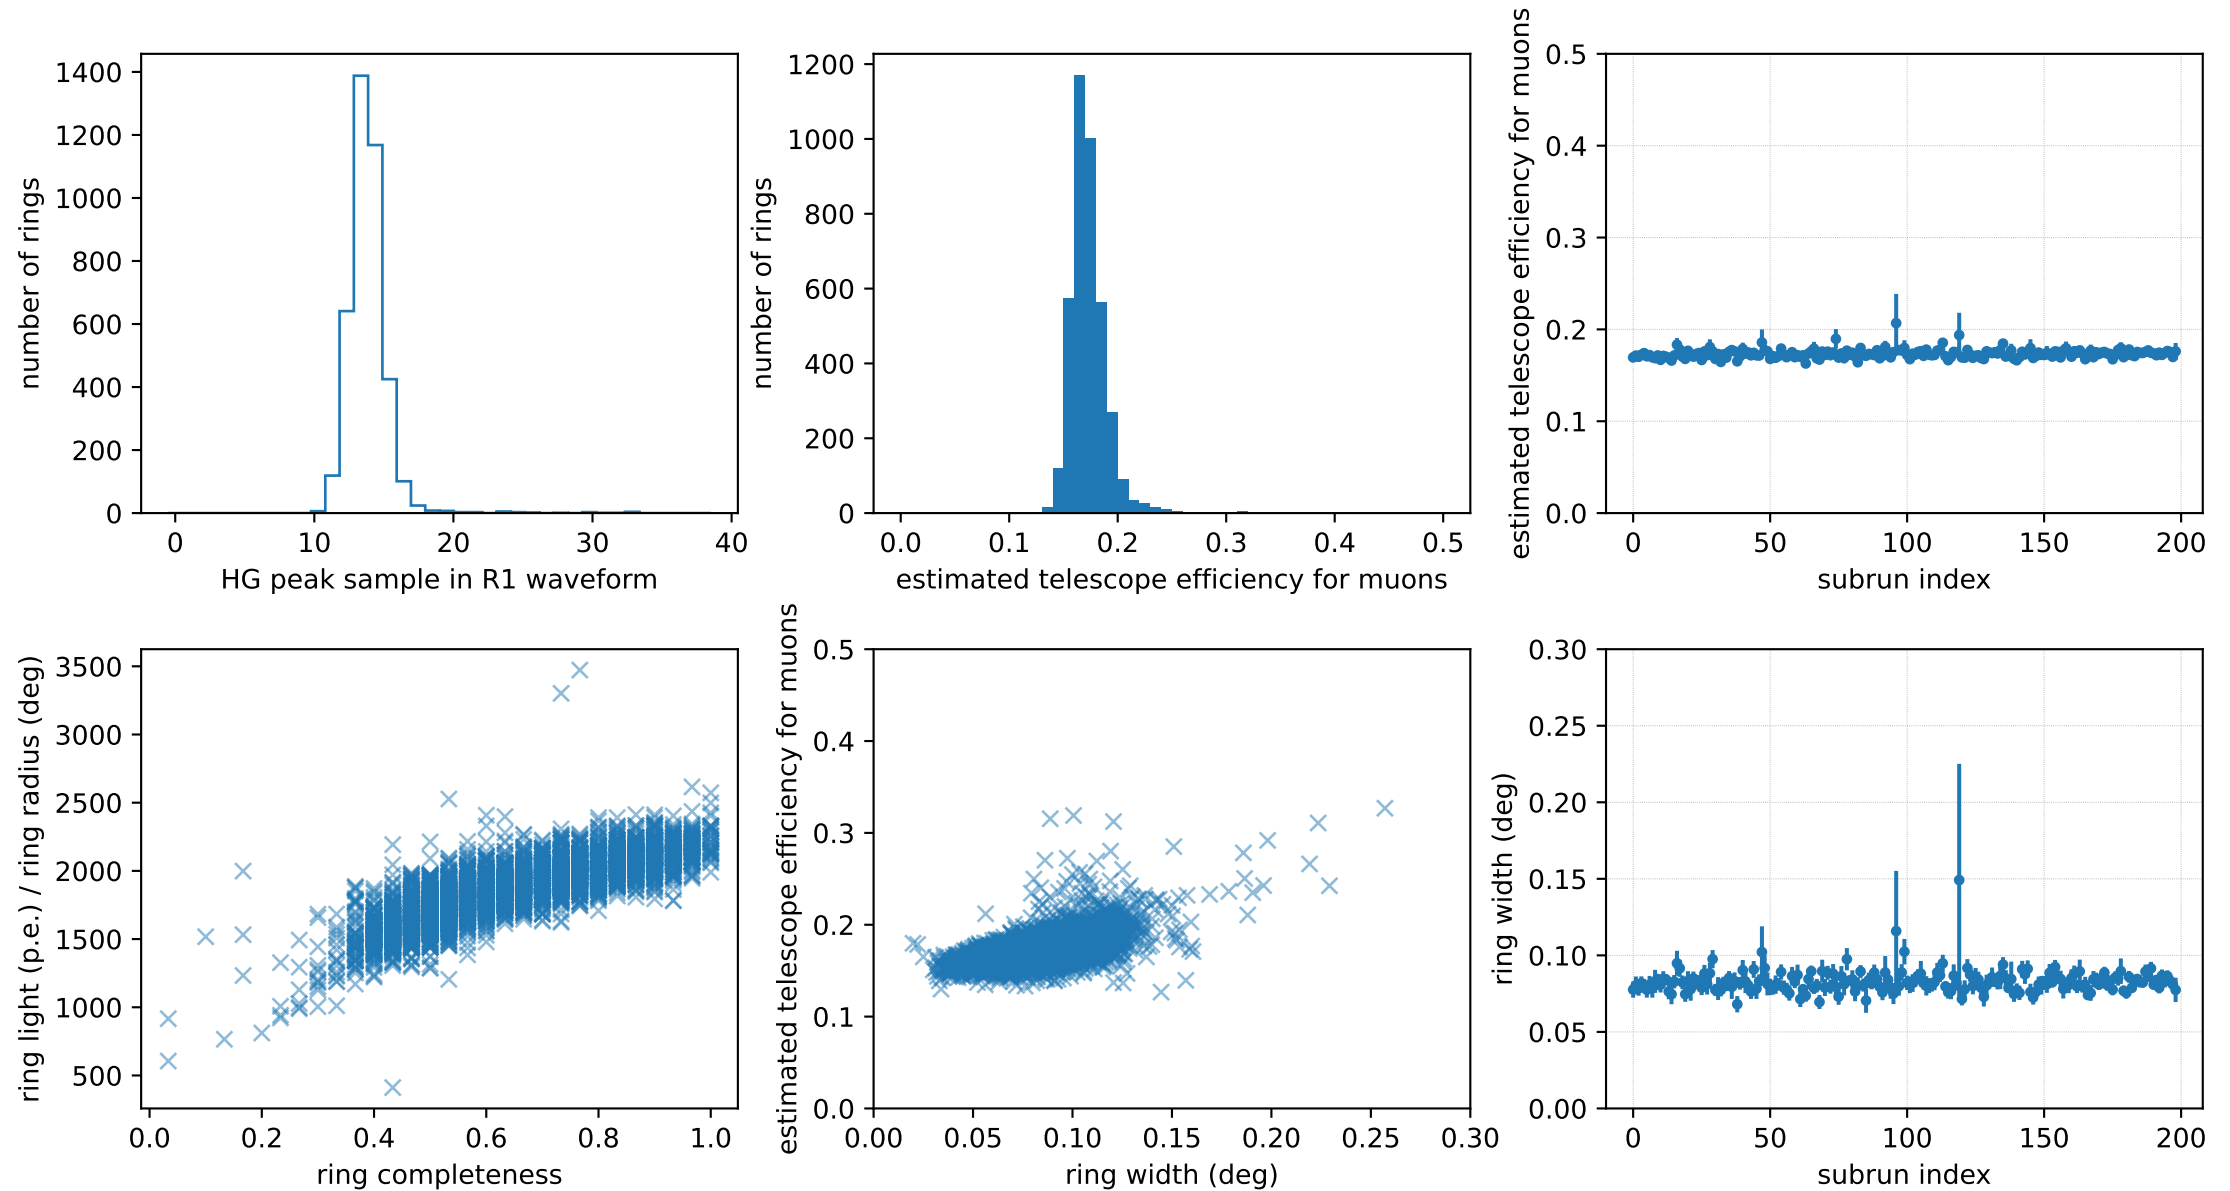 number of rings
1400
1200
1000
800
600
400
200
0
0 10 20 30 40
HG peak sample in R1 waveform
number of rings
1200
1000
800
600
400
200
0
0.0 0.1 0.2 0.3 0.4 0.5
estimated telescope efficiency for muons
estimated telescope efficiency for muons
0.5
0.4
0.3
0.2
0.1
0.0
0 50 100 150 200
subrun index
ring light (p.e.) / ring radius (deg)
3500
3000
2500
2000
1500
1000
500
0.0 0.2 0.4 0.6 0.8 1.0
ring completeness
estimated telescope efficiency for muons
0.5
0.4
0.3
0.2
0.1
0.0
0.00 0.05 0.10 0.15 0.20 0.25 0.30
ring width (deg)
ring width (deg)
0.30
0.25
0.20
0.15
0.10
0.05
0.00
0 50 100 150 200
subrun index